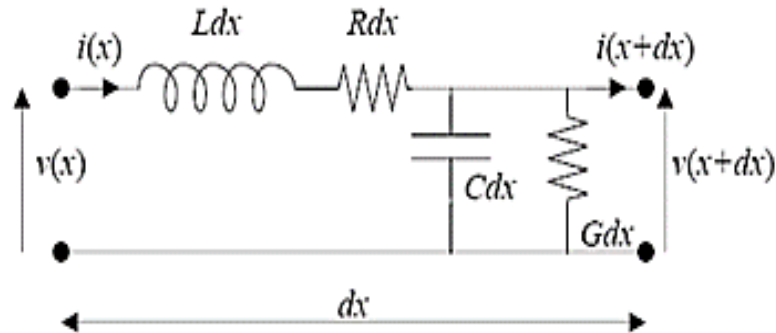 Ldx
Rdx
i(x)
i(x+dx)
v(x)
Cdx
v(x+dx)
Gdx
dx